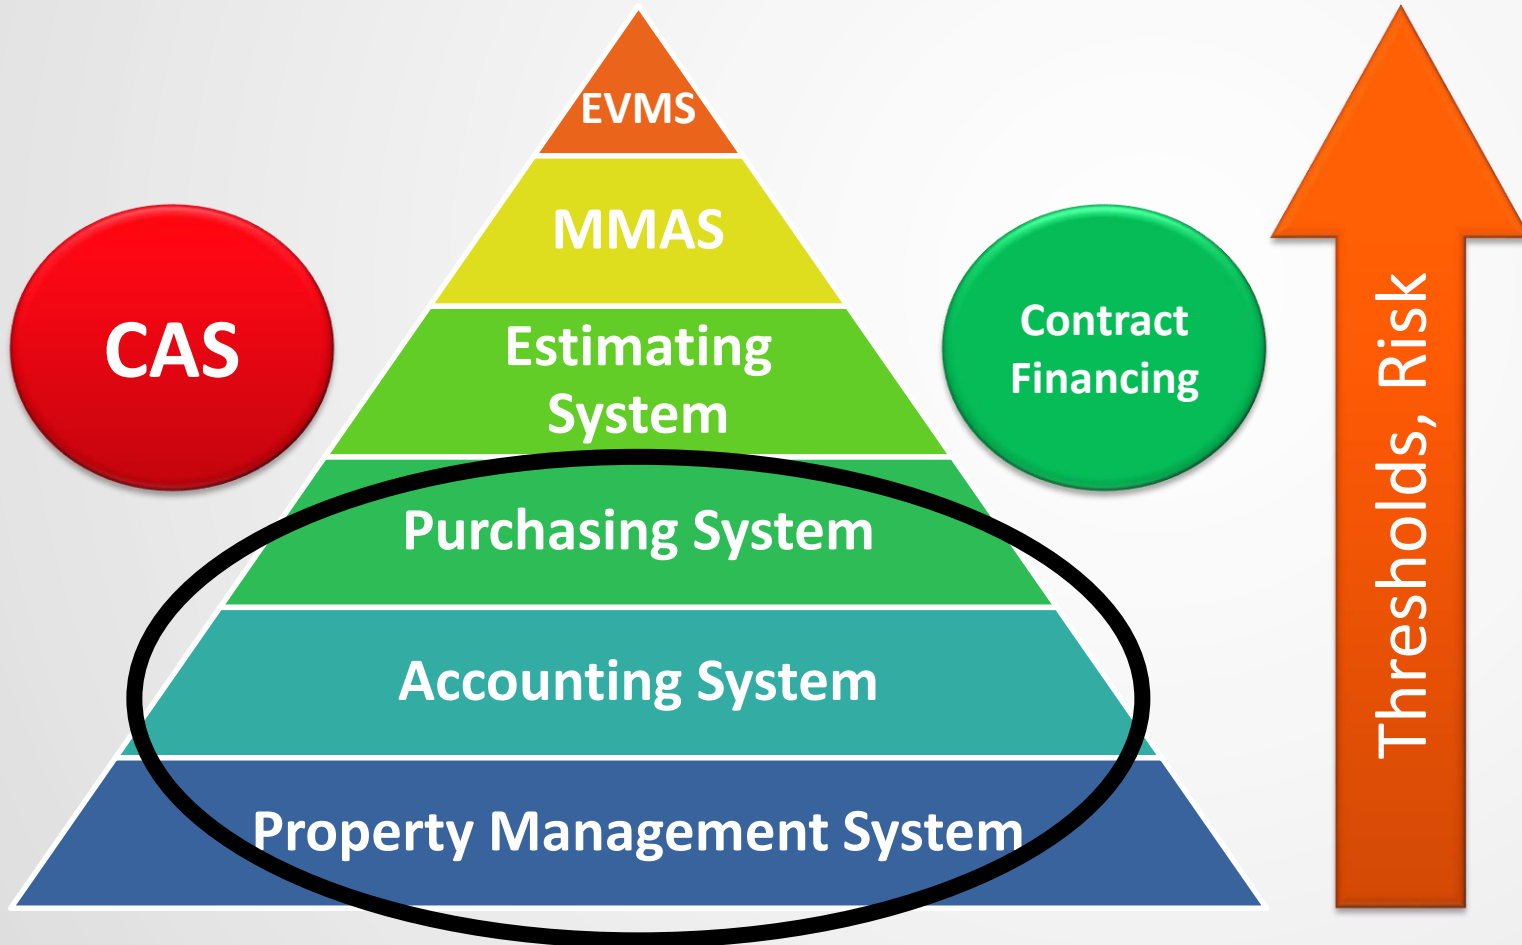 EVMS
MMAS
Estimating
System
Purchasing System
Accounting System
Property Management System
CAS
Contract
Financing
Thresholds, Risk